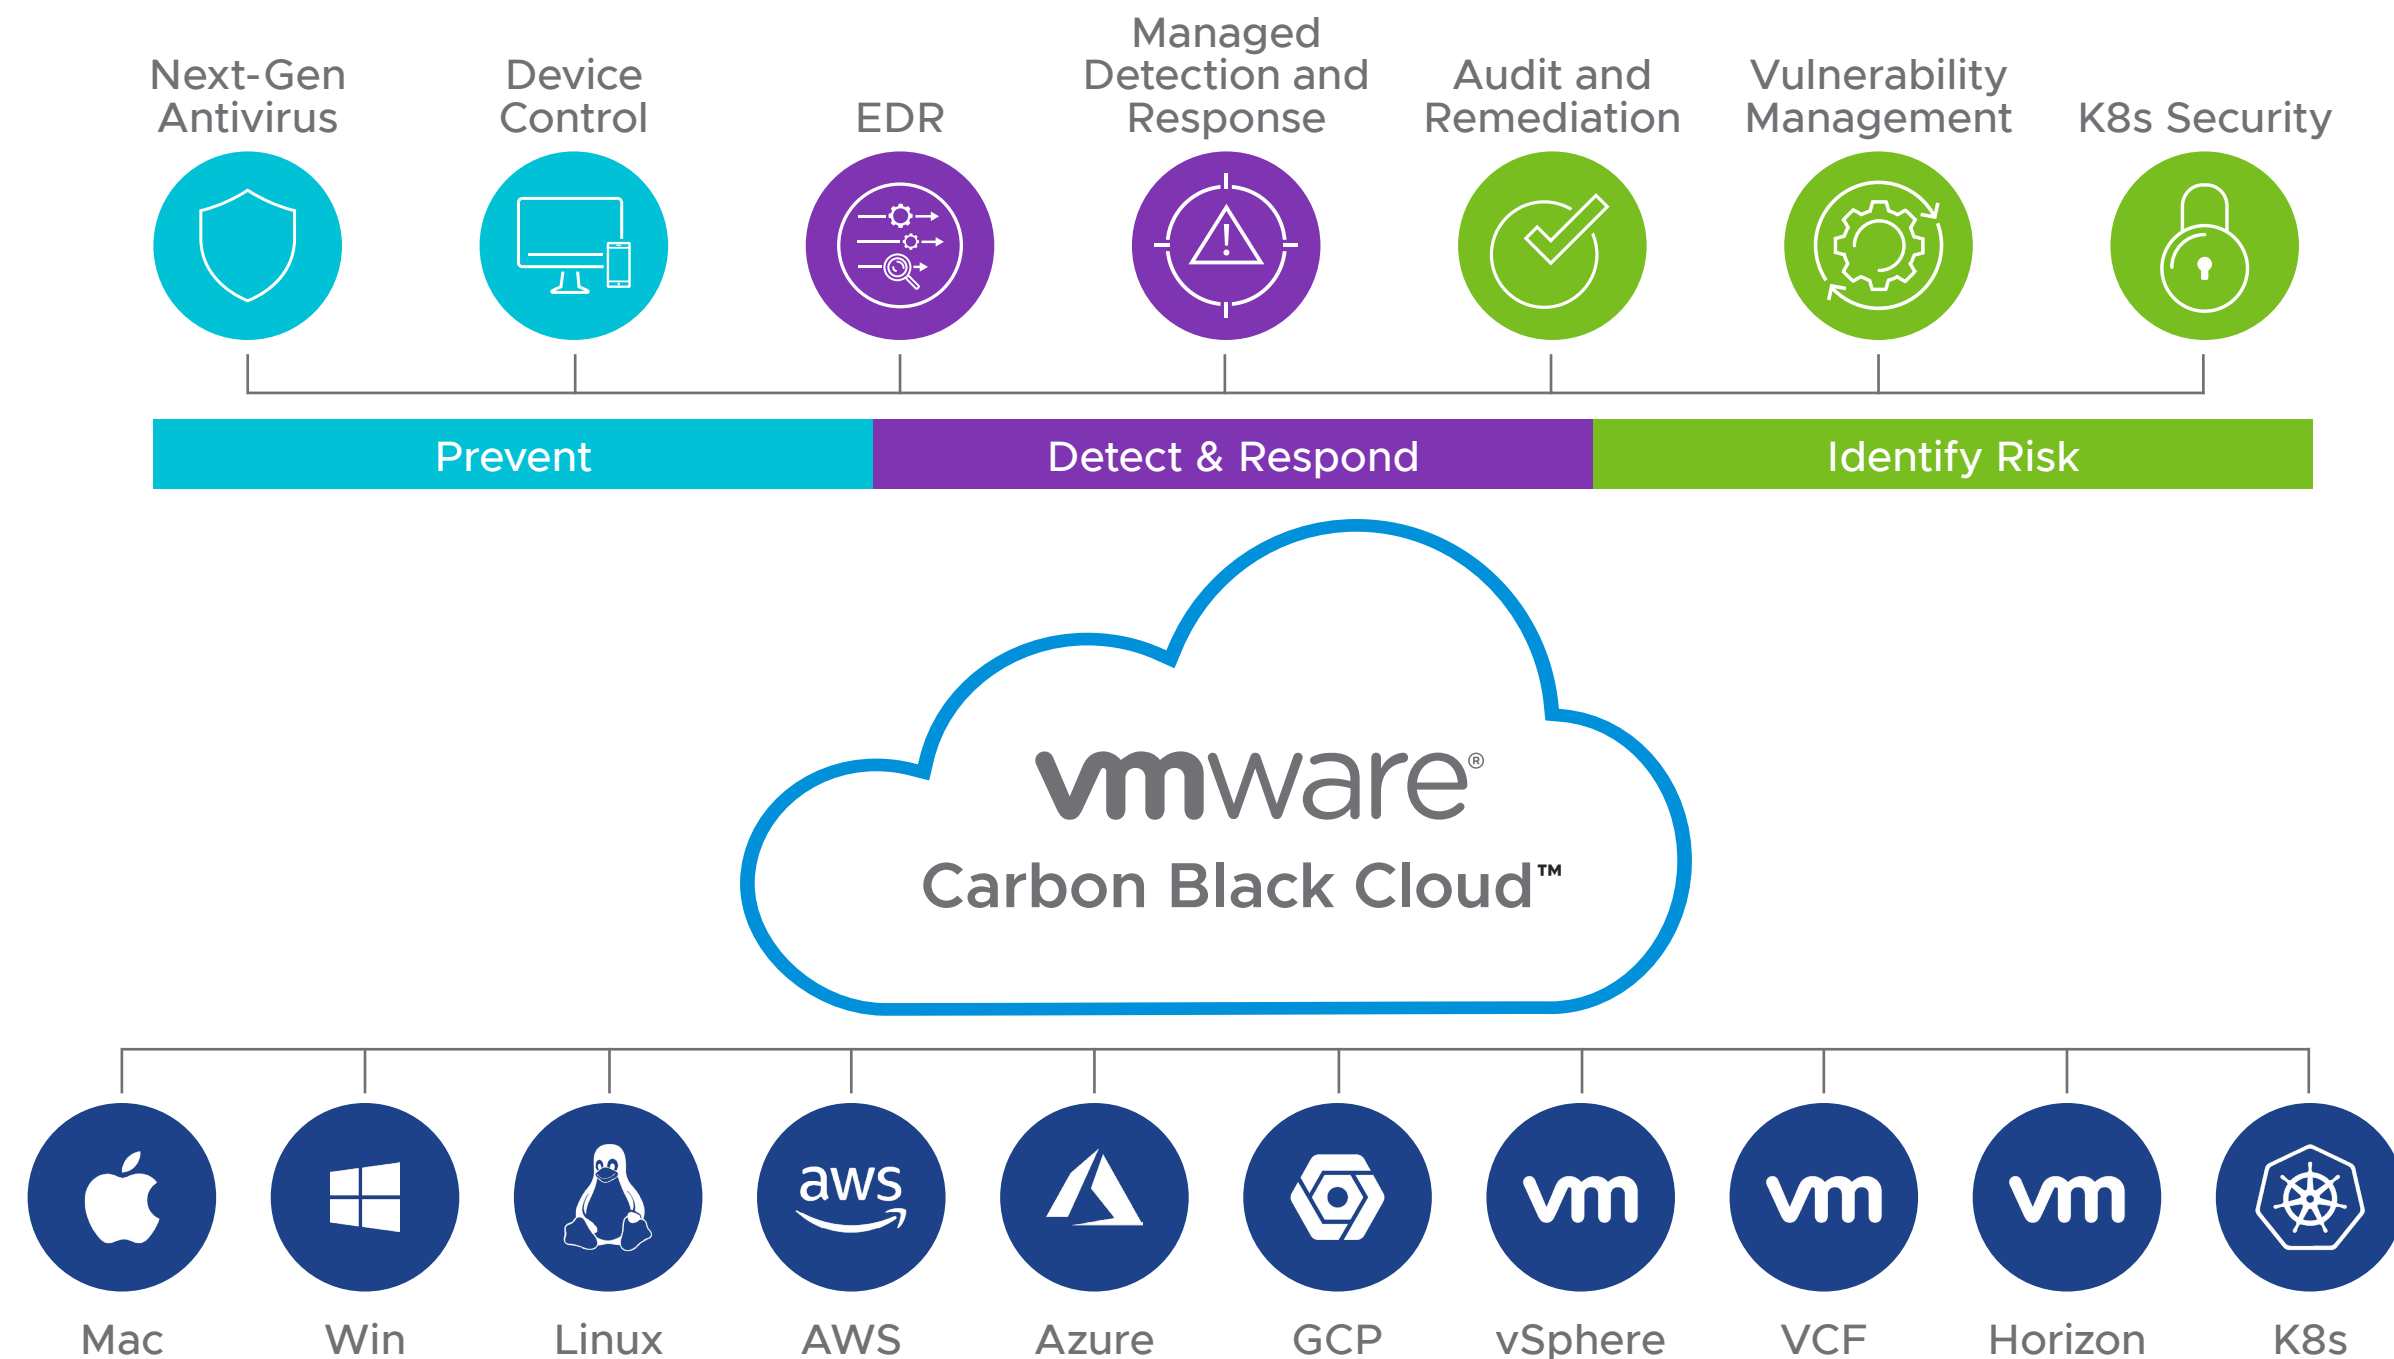 Next-Gen
Antivirus
Device
Control
EDR
Managed
Detection and
Response
Audit and
Remediation
Vulnerability
Management
K8s Security
Prevent
Detect & Respond
Identify Risk
vmware®
Carbon Black Cloud™
aws
vm
vm
vm
Mac
Win
Linux
AWS
Azure
GCP
vSphere
VCF
Horizon
K8s